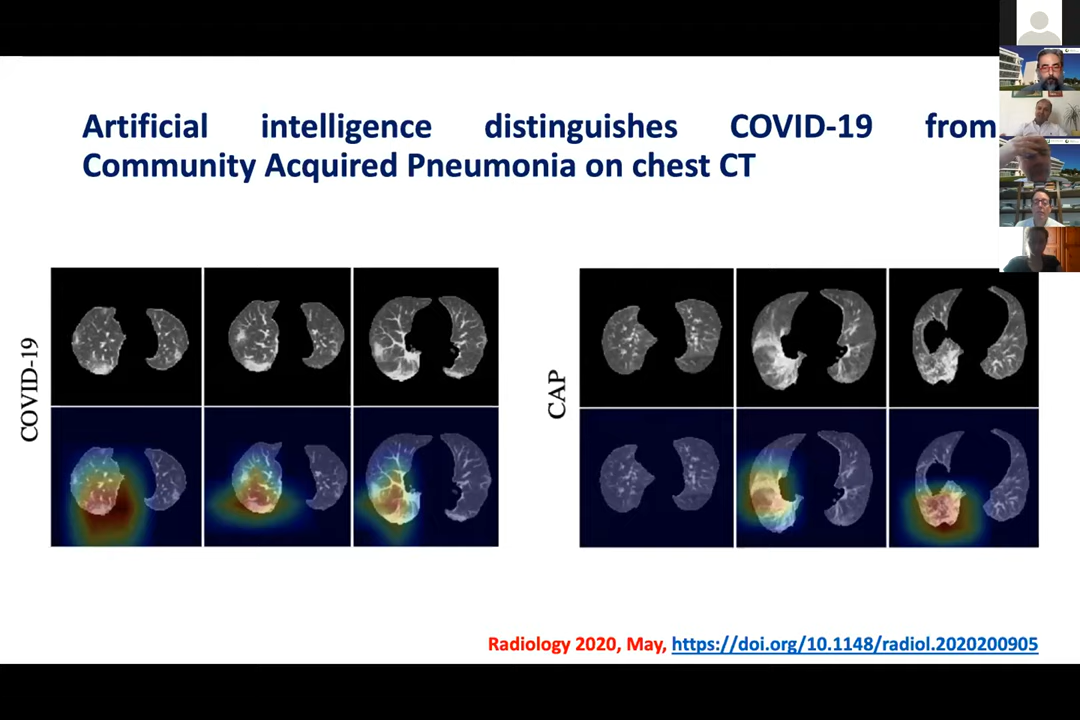 Artificial intelligence distinguishes COVID-19 from
Community Acquired Pneumonia on chest CT
COVID-19
CAP
Radiology 2020, May, https://doi.org/10.1148/radiol.2020200905